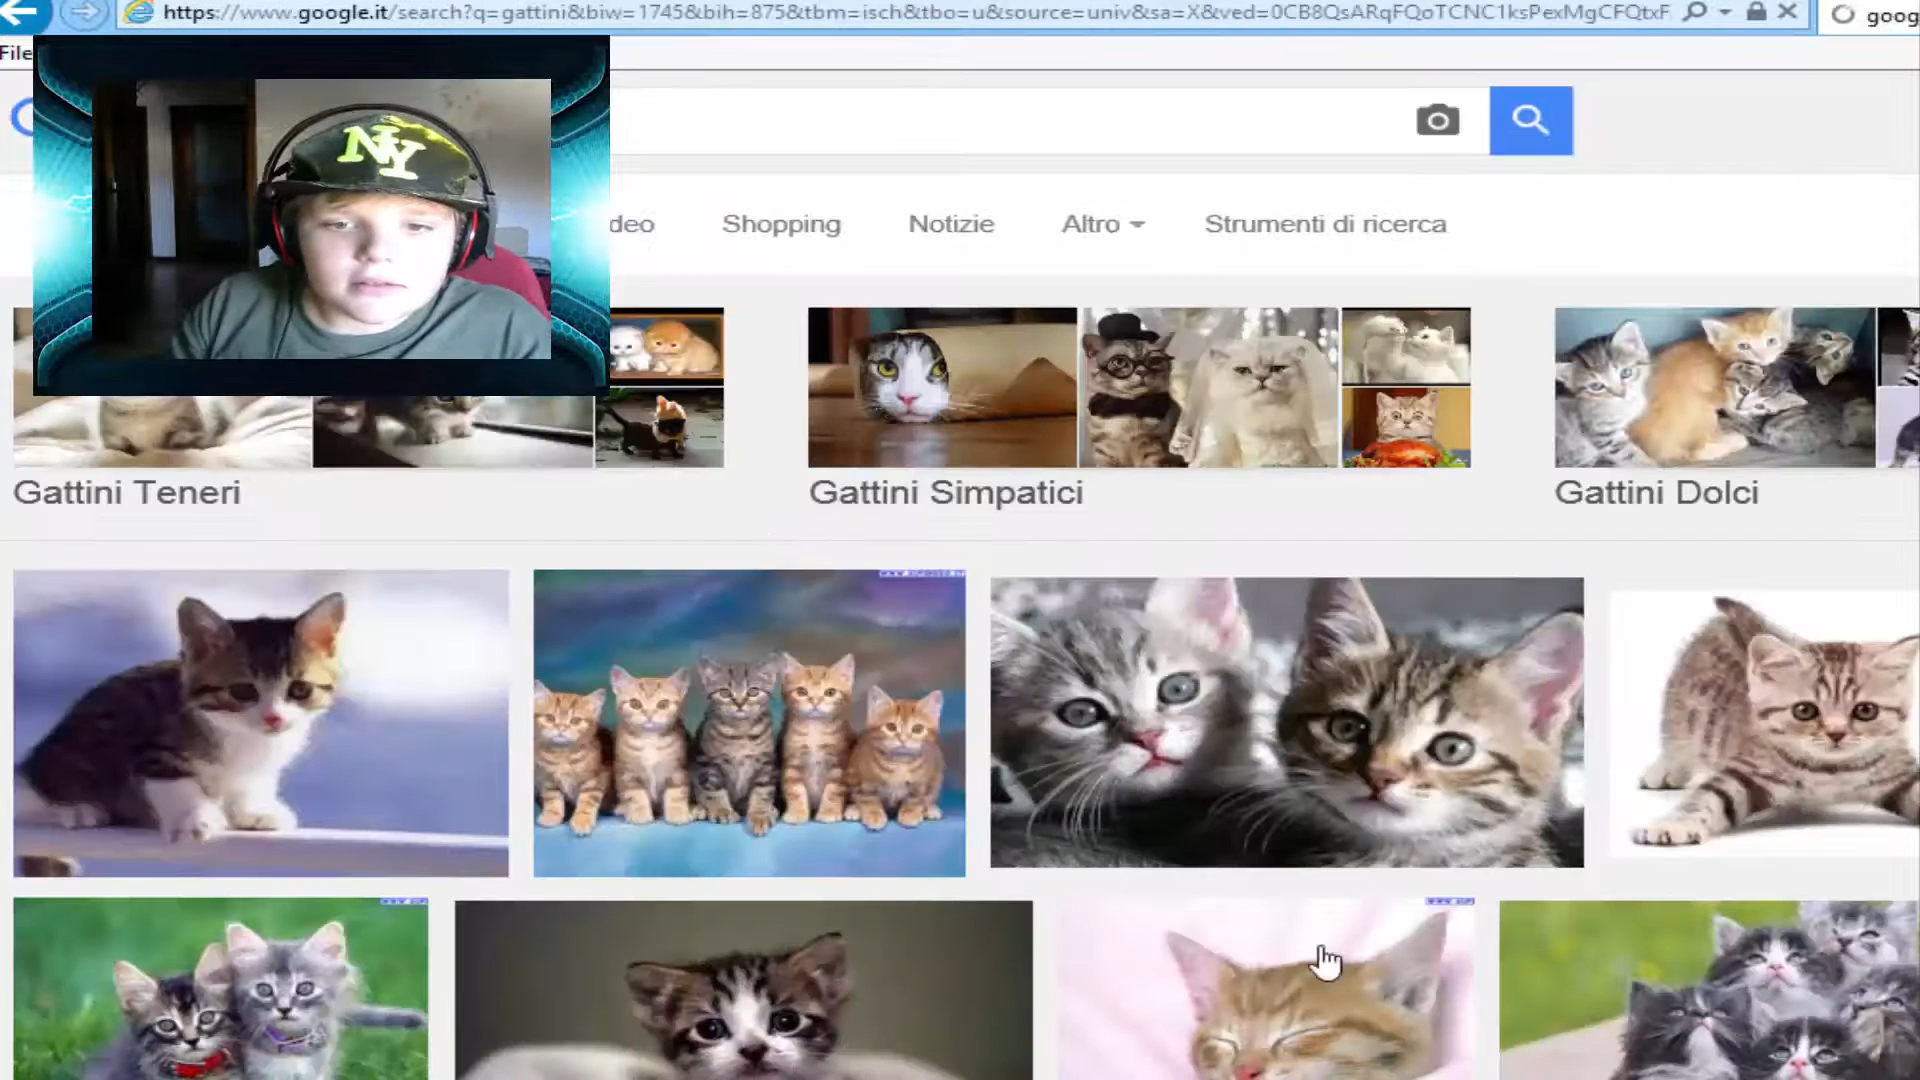 https://www.google.it/search?q=gattini&biw=1745&bih=875&tbm=isch&tbo=u&source=univ&sa=X&ved=0CB8QsARqFQoTCNC1ksPexMgCFQtxF
goog
File
NY
deo Shopping Notizie Altro Strumenti di ricerca
Gattini Teneri
Gattini Simpatici
Gattini Dolci